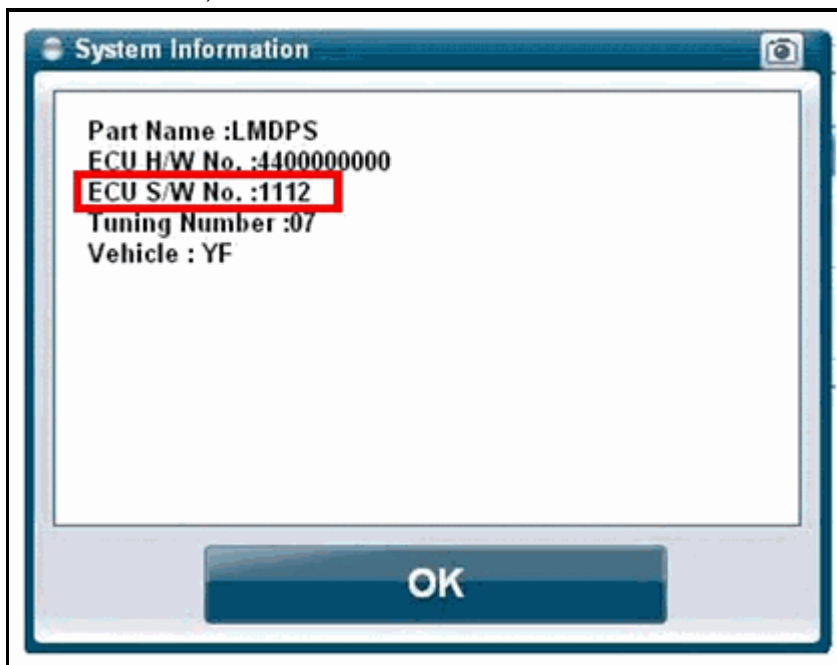 System Information
Part Name :LMDPS
ECU H/W No. :4400000000
ECU S/W No. :1112
Tuning Number :07
Vehicle : YF
OK